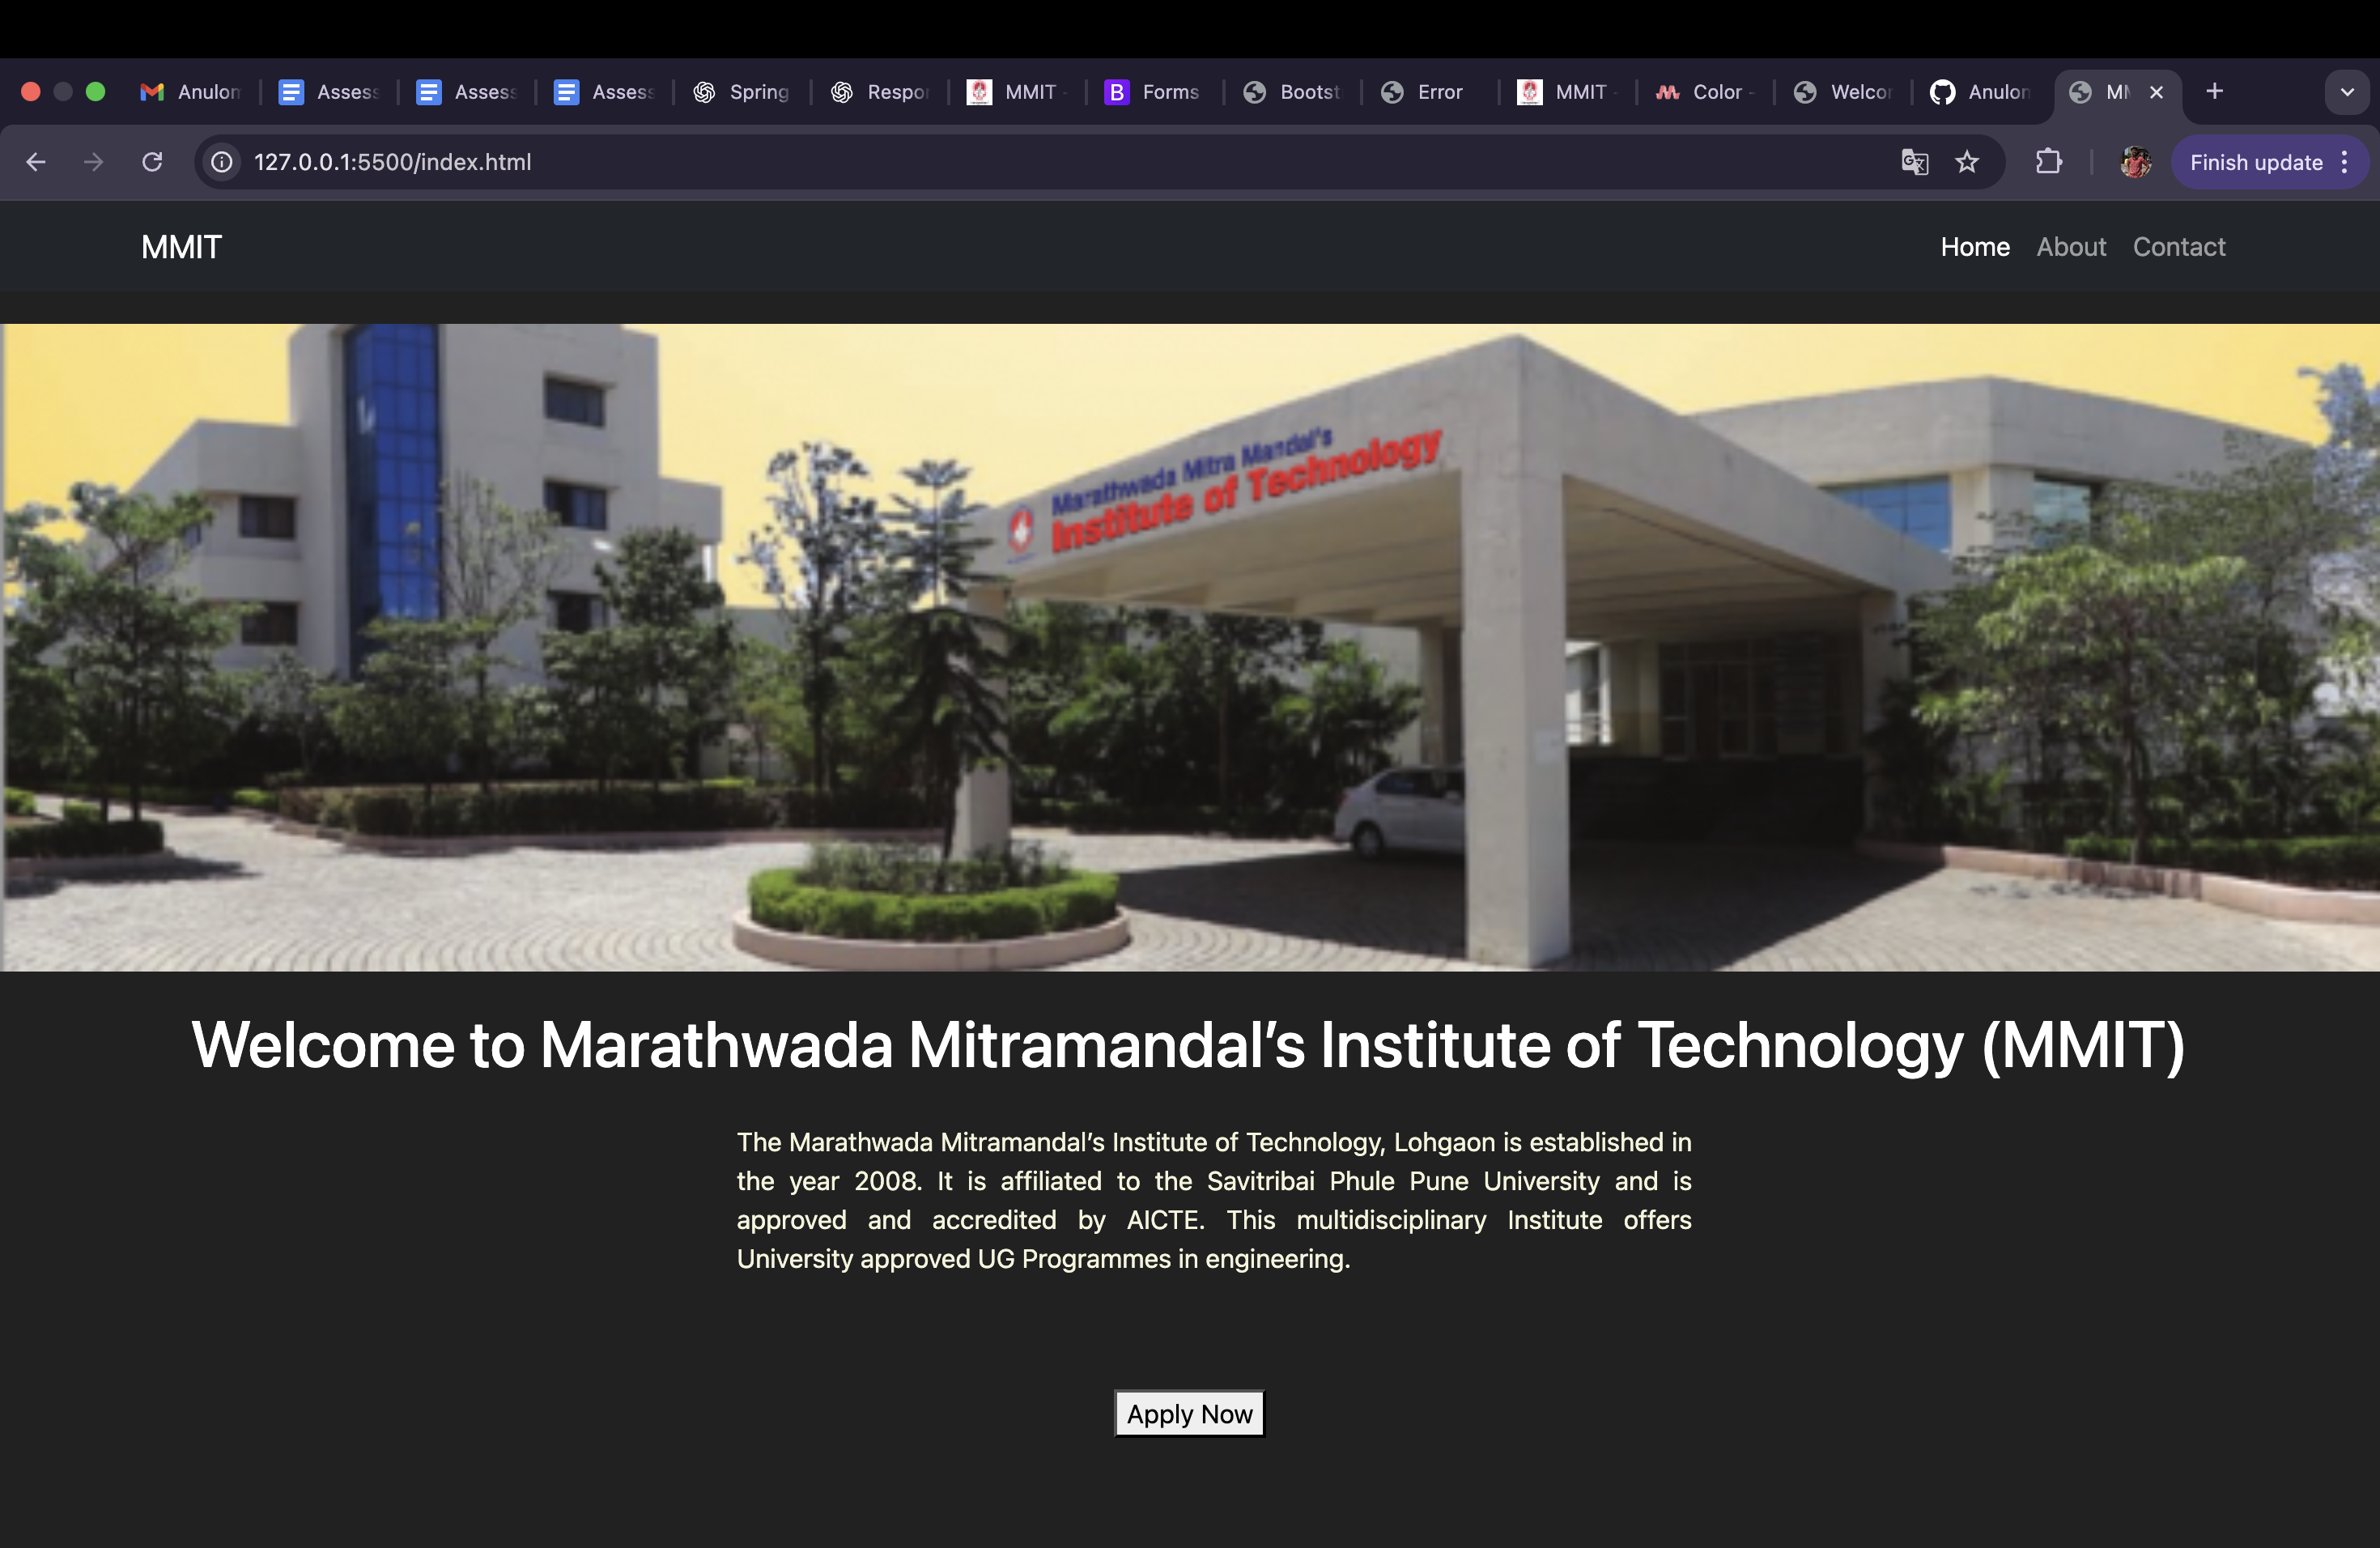 Anulom
Assess
Assess
Assess
Spring
Respon
MMIT -
B Forms
Bootst
Error
MMIT -
Color -
Welcon
Anulom
127.0.0.1:5500/index.html
Finish update
MMIT
Home About Contact
Marathwada Mitra Mandal's
Institute of Technology
Welcome to Marathwada Mitramandal’s Institute of Technology (MMIT)
The Marathwada Mitramandal’s Institute of Technology, Lohgaon is established in
the year 2008. It is affiliated to the Savitribai Phule Pune University and is
approved and accredited by AICTE. This multidisciplinary Institute offers
University approved UG Programmes in engineering.
Apply Now